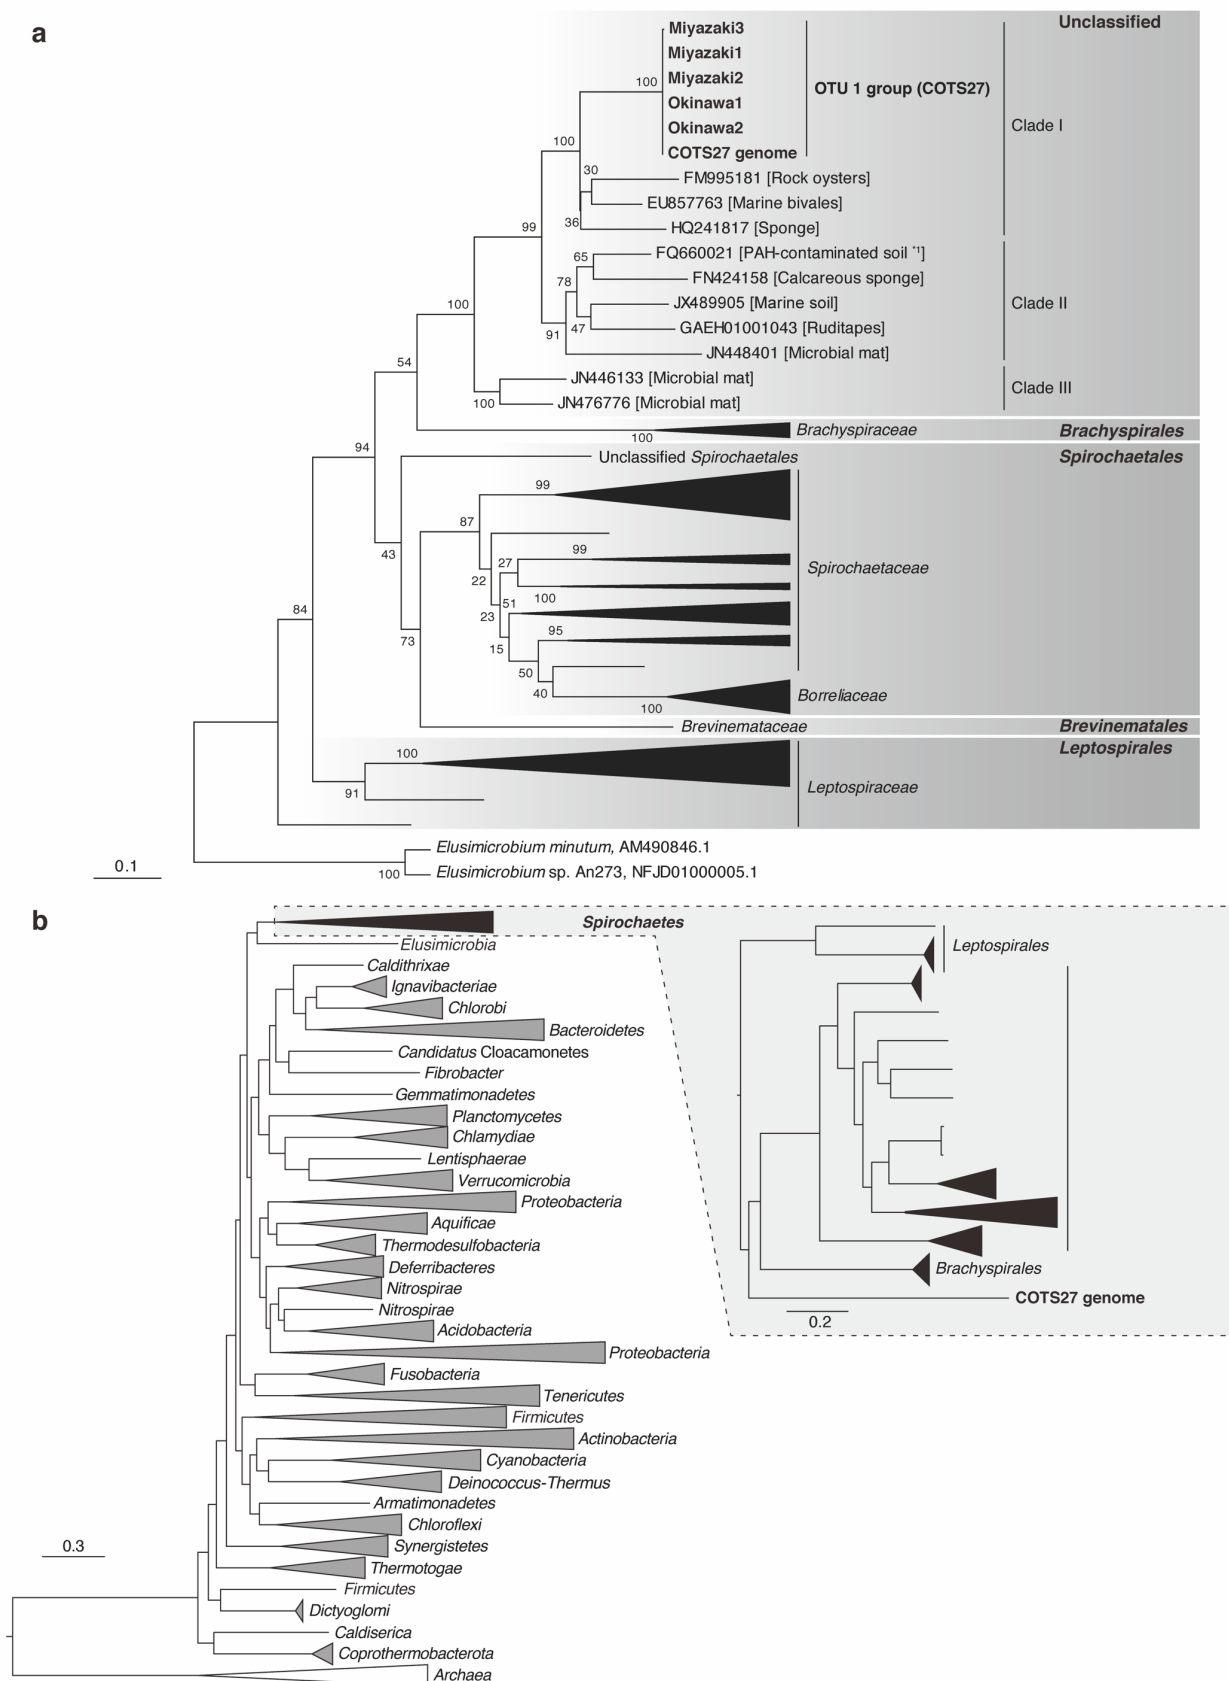 a
Unclassified
Miyazaki3
Miyazaki1
Miyazaki2
Okinawa1
Okinawa2
COTS27 genome
100
OTU 1 group (COTS27)
Clade I
100
30
FM995181 [Rock oysters]
EU857763 [Marine bivales]
36
HQ241817 [Sponge]
99
65
FQ660021 [PAH-contaminated soil *1]
FN424158 [Calcareous sponge]
78
JX489905 [Marine soil]
47
GAEH01001043 [Ruditapes]
91
JN448401 [Microbial mat]
Clade II
100
54
JN446133 [Microbial mat]
100
JN476776 [Microbial mat]
Clade III
100
Brachyspiraceae
Brachyspirales
94
Unclassified Spirochaetales
Spirochaetales
99
87
43
27
99
22
100
Spirochaetaceae
23
51
95
15
73
50
40
100
Borreliaceae
84
Brevinemataceae
Brevinematales
Leptospirales
100
91
Leptospiraceae
Elusimicrobium minutum, AM490846.1
100
Elusimicrobium sp. An273, NFJD01000005.1
0.1
b
Spirochaetes
Elusimicrobia
Caldithrixae
Ignavibacteriae
Chlorobi
Bacteroidetes
Candidatus Cloacamonetes
Fibrobacter
Gemmatimonadetes
Planctomycetes
Chlamydiae
Lentisphaerae
Verrucomicrobia
Proteobacteria
Aquificae
Thermodesulfobacteria
Deferribacteres
Nitrospirae
Nitrospirae
Acidobacteria
Proteobacteria
Fusobacteria
Tenericutes
Firmicutes
Actinobacteria
Cyanobacteria
Deinococcus-Thermus
Armatimonadetes
Chloroflexi
Synergistetes
Thermotogae
Firmicutes
Dictyoglomi
Caldiserica
Coprothermobacterota
Archaea
0.3
Leptospirales
Brachyspirales
COTS27 genome
0.2